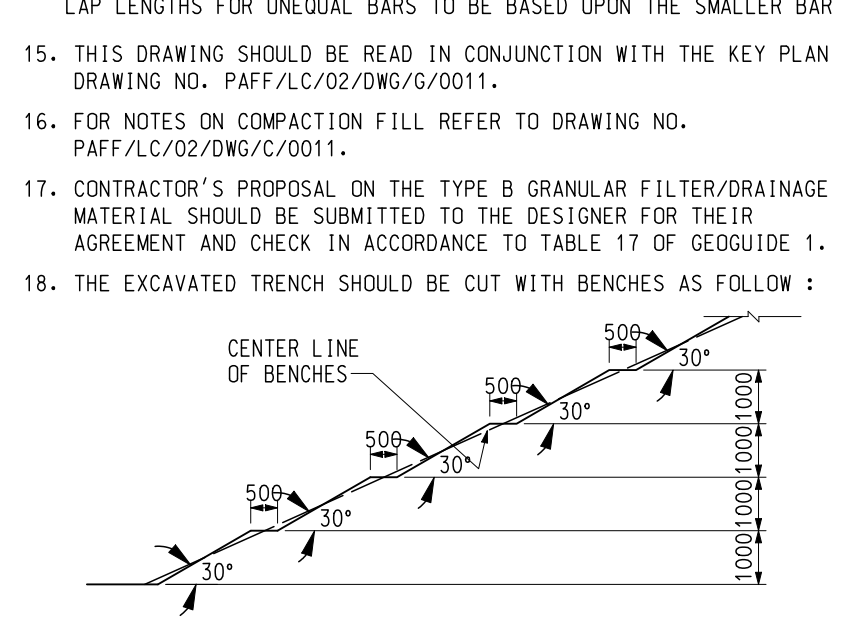 LAP LENGTHS FOR UNEQUAL BARS TO BE BASED UPON THE SMALLER BAR
15. THIS DRAWING SHOULD BE READ IN CONJUNCTION WITH THE KEY PLAN
DRAWING NO. PAFF/LC/02/DWG/G/0011.
16. FOR NOTES ON COMPACTION FILL REFER TO DRAWING NO.
PAFF/LC/02/DWG/C/0011.
17. CONTRACTOR'S PROPOSAL ON THE TYPE B GRANULAR FILTER/DRAINAGE
MATERIAL SHOULD BE SUBMITTED TO THE DESIGNER FOR THEIR
AGREEMENT AND CHECK IN ACCORDANCE TO TABLE 17 OF GEOGUIDE 1.
18. THE EXCAVATED TRENCH SHOULD BE CUT WITH BENCHES AS FOLLOW :
500
CENTER LINE
OF BENCHES
30°
500
1000
30°
500
1000
30°
500
1000
30°
1000
30°